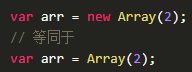 var arr = new Array(2);
// 等同于
var arr = Array(2);